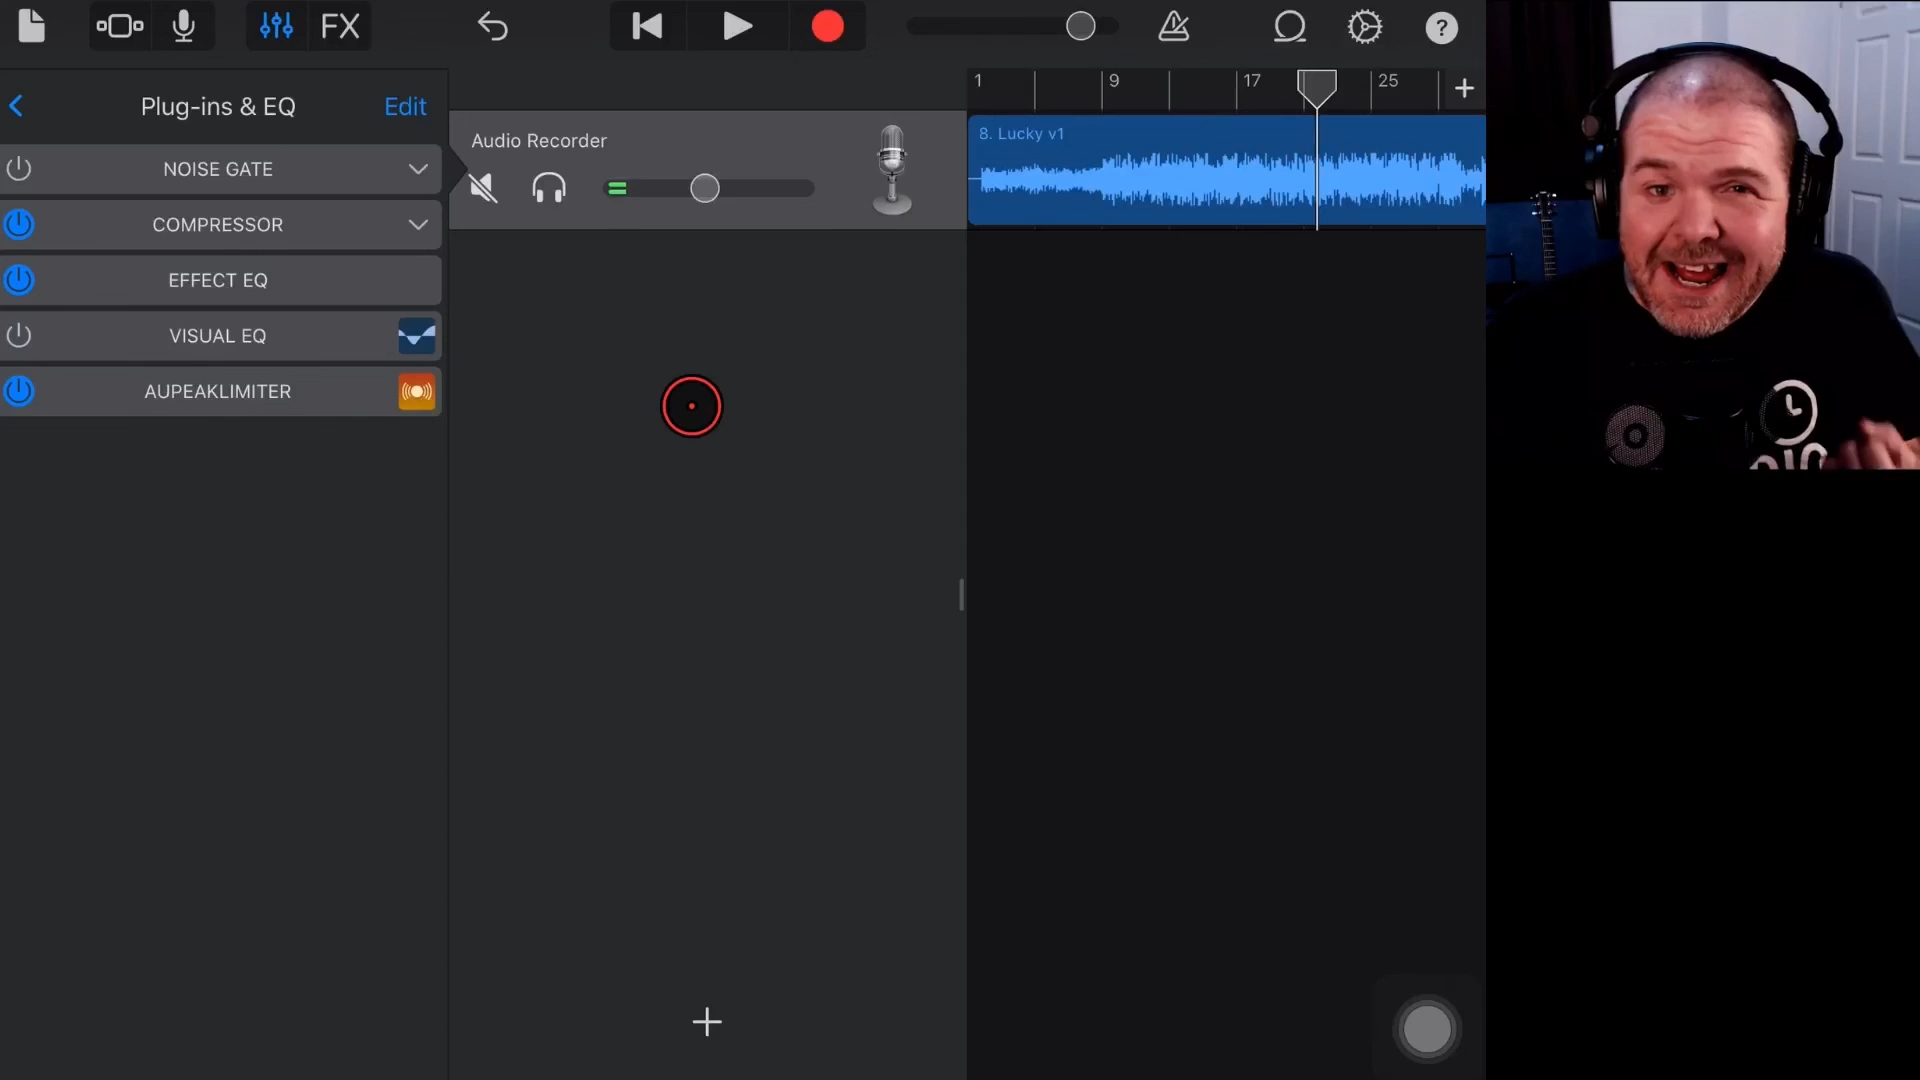 FX
?
Plug-ins & EQ
Edit
NOISE GATE
COMPRESSOR
EFFECT EQ
VISUAL EQ
AUPEAKLIMITER
Audio Recorder
1
9
17
25
8. Lucky v1